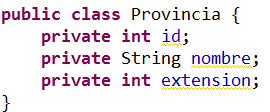 public class Provincia {
    private int id;
    private String nombre;
    private int extension;
}